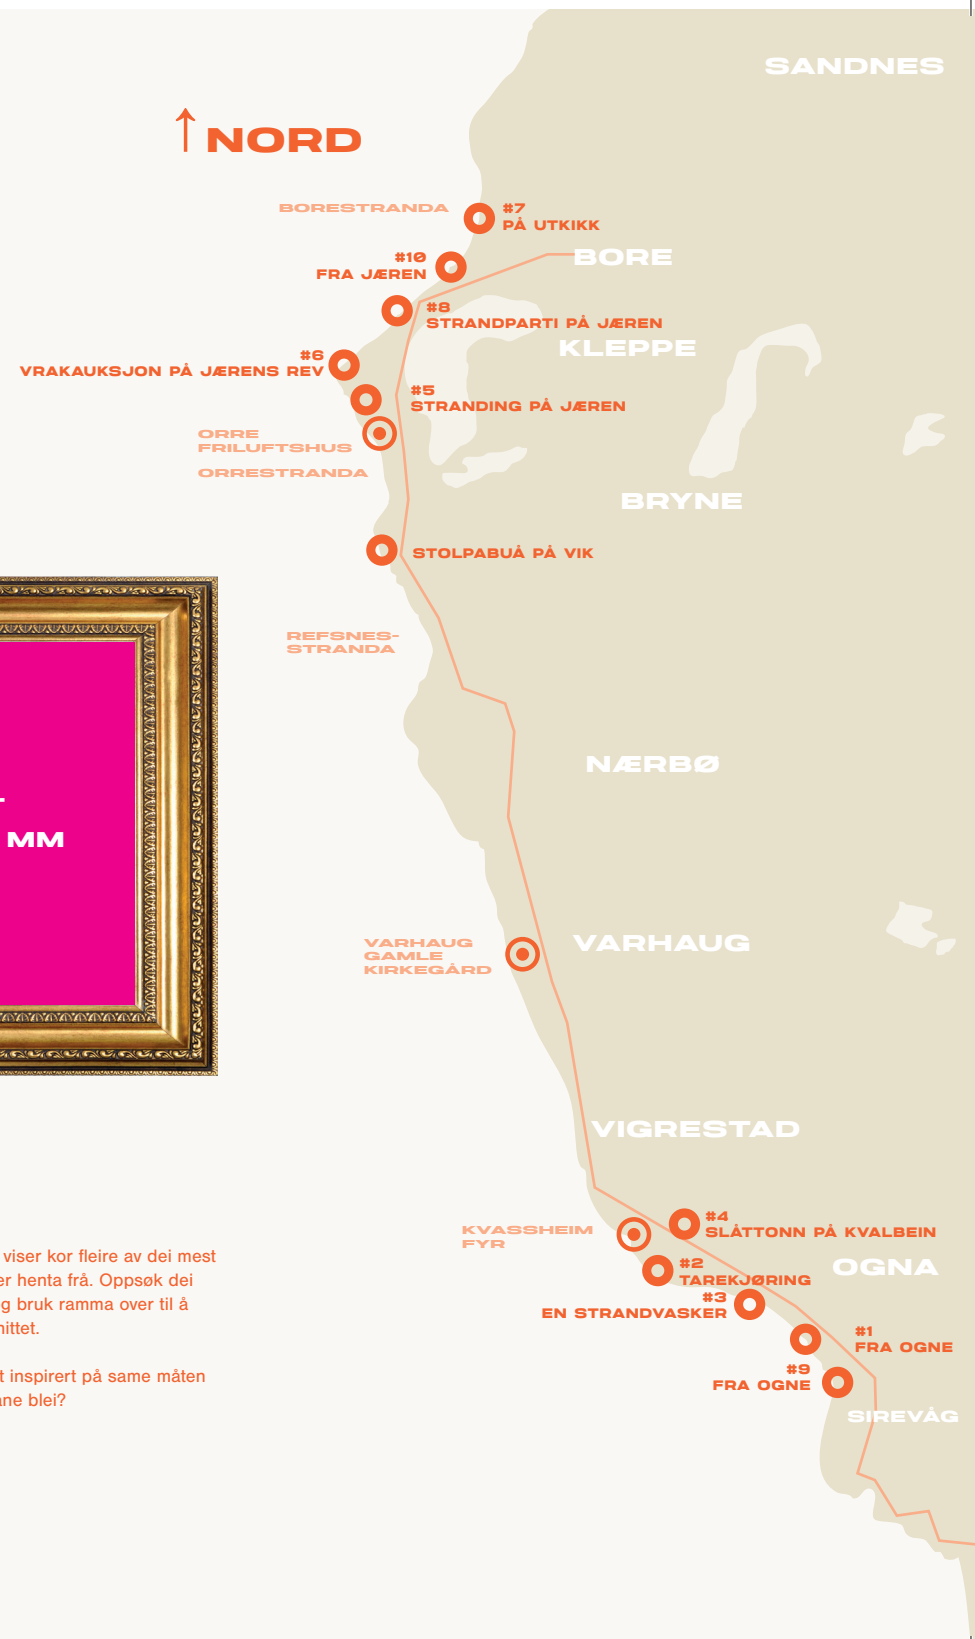 SANDNES
↑ NORD
BORESTRANDA
#7
PÅ UTKIKK
BORE
#10
FRA JÆREN
#8
STRANDPARTI PÅ JÆREN
KLEPPE
#6
VRAKAUKSJON PÅ JÆRENS REV
#5
STRANDING PÅ JÆREN
ORRE
FRILUFTSHUS
ORRESTRANDA
BRYNE
STOLPABUÅ PÅ VIK
REFSNES-
STRANDA
NÆRBØ
MM
VARHAUG
GAMLE
KIRKEGÅRD
VARHAUG
VIGRESTAD
#4
SLÅTTONN PÅ KVALBEIN
KVASSHEIM
FYR
OGNA
#2
TAREKJØRING
#3
EN STRANDVASKER
#1
FRA OGNE
#9
FRA OGNE
SIREVÅG
viser kor fleire av dei mest
er henta frå. Oppsøk dei
g bruk ramma over til å
nittet.
t inspirert på same måten
ane blei?